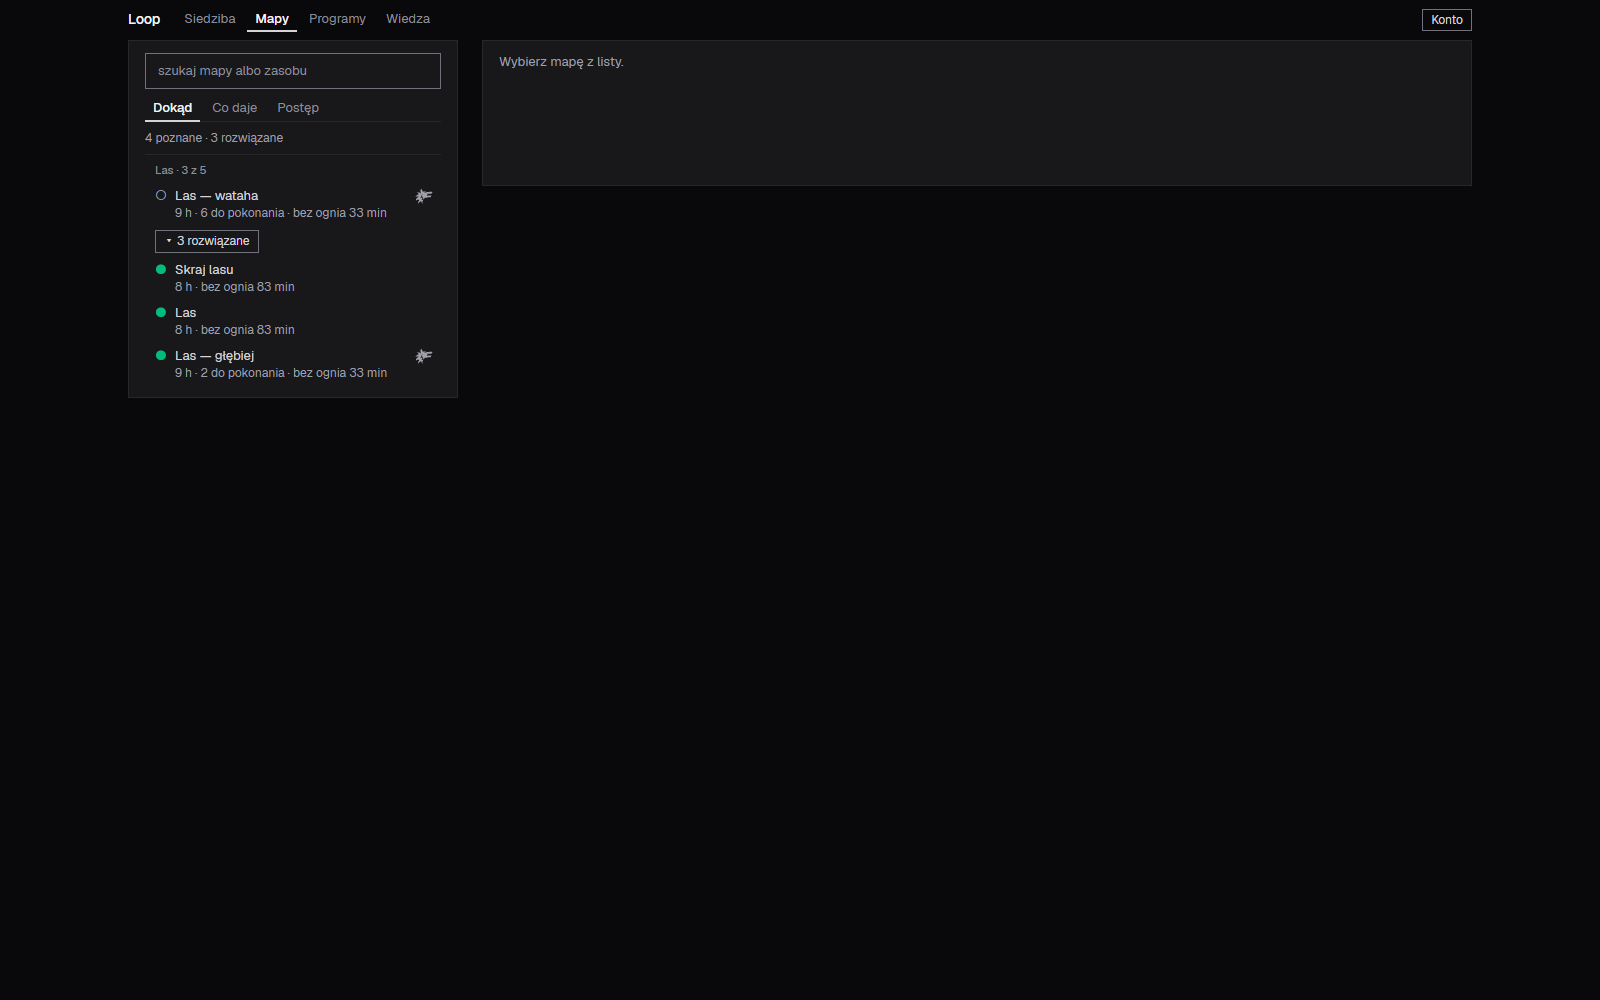 Loop Siedziba Mapy Programy Wiedza Konto
szukaj mapy albo zasobu
Dokąd Co daje Postęp
4 poznane · 3 rozwiązane
Las · 3 z 5
Las — wataha
9 h · 6 do pokonania · bez ognia 33 min
3 rozwiązane
Skraj lasu
8 h · bez ognia 83 min
Las
8 h · bez ognia 83 min
Las — głębiej
9 h · 2 do pokonania · bez ognia 33 min
Wybierz mapę z listy.